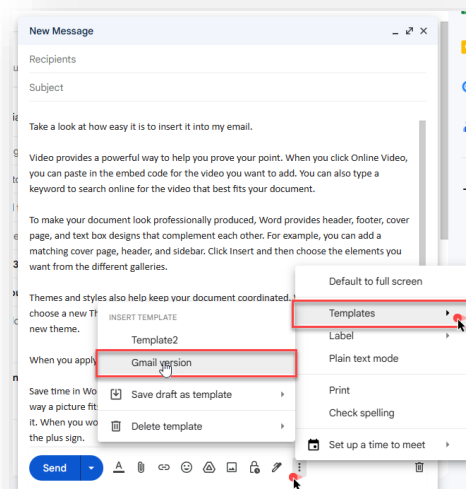 New Message
Recipients
Subject
Take a look at how easy it is to insert it into my email.
Video provides a powerful way to help you prove your point. When you click Online Video,
you can paste in the embed code for the video you want to add. You can also type a
keyword to search online for the video that best fits your document.
To make your document look professionally produced, Word provides header, footer, cover
page, and text box designs that complement each other. For example, you can add a
matching cover page, header, and sidebar. Click Insert and then choose the elements you
want from the different galleries.
Themes and styles also help keep your document coordinated.
choose a new Th
new theme.
When you apply
Save time in Wo
way a picture fit
it. When you wo
the plus sign.
INSERT TEMPLATE
Template2
Gmail version
Save draft as template
Delete template
Default to full screen
Templates
Label
Plain text mode
Print
Check spelling
Set up a time to meet
Send